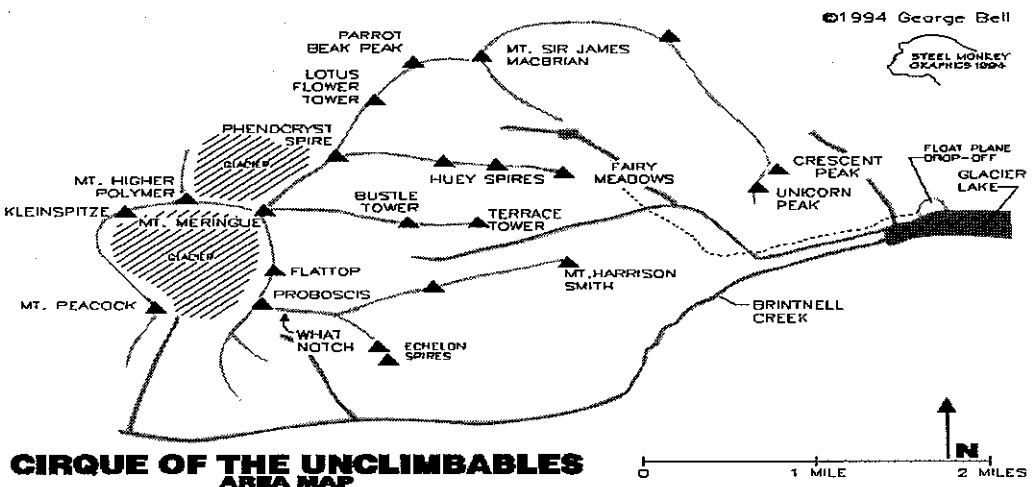 ©1994 George Bell
STEEL MONKEY
GRAPHICS 1994
PARROT
BEAK PEAK
MT. SIR JAMES
MACBRIAN
LOTUS
FLOWER
TOWER
PHENOCRYST
SPIRE
GLACIER
MT. HIGHER
POLYMER
KLEINSPITZE
MT. MERINGUE
HUEY SPIRES
FAIRY
MEADOWS
CRESCENT
PEAK
UNICORN
PEAK
FLOAT PLANE
DROP-OFF
GLACIER
LAKE
BUSTLE
TOWER
TERRACE
TOWER
GLACIER
FLATTOP
MT. HARRISON
SMITH
MT. PEACOCK
PROBOSCIS
BRINTNELL
CREEK
WHAT
NOTCH
ECHELON
SPIRES
CIRQUE OF THE UNCLIMBABLES
AREA MAP
N
0 1 MILE 2 MILES